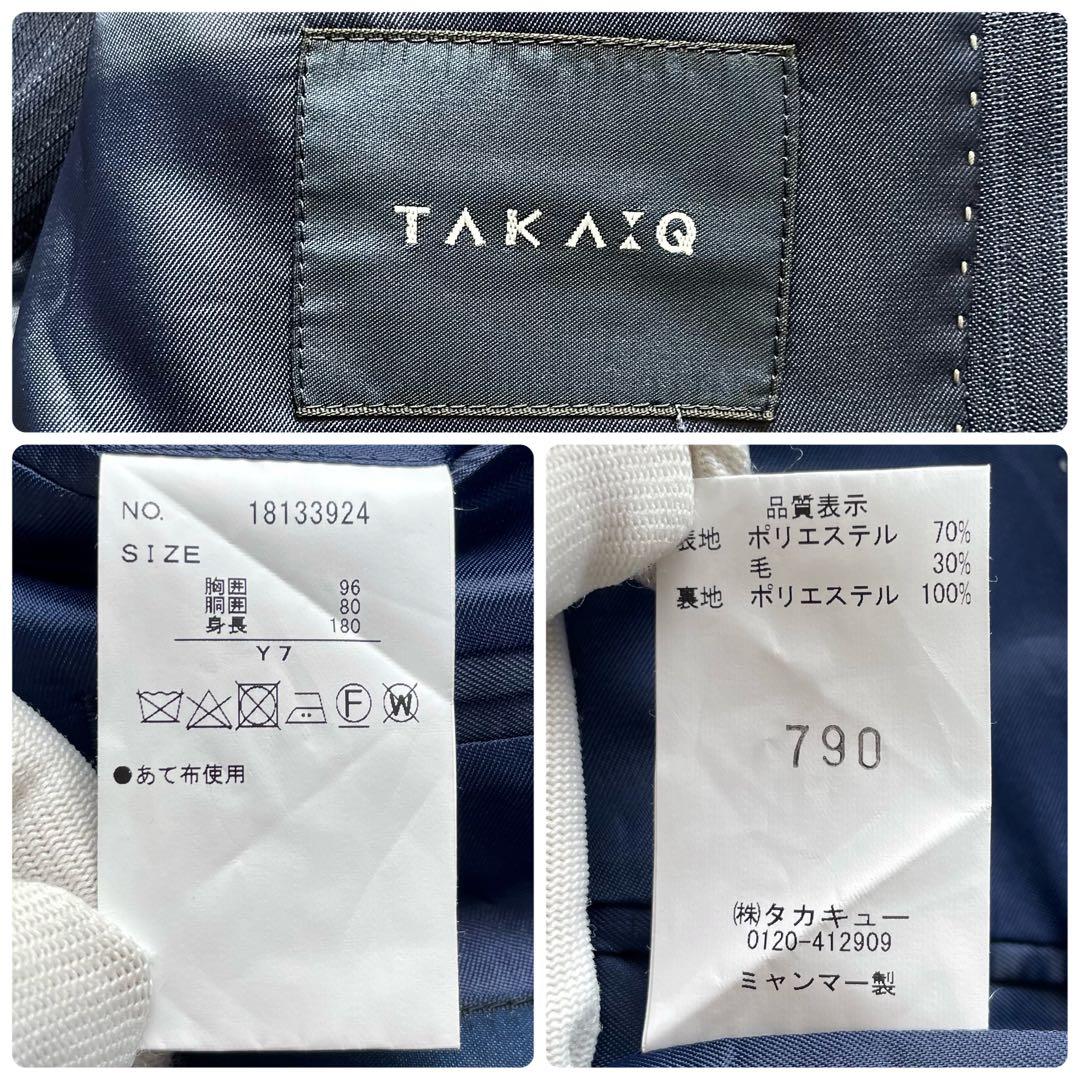 TAKA:Q
NO. 18133924
SIZE
胸囲 96
胴囲 80
身長 180
Y7
F W
●あて布使用
品質表示
表地 ポリエステル 70%
毛 30%
裏地 ポリエステル 100%
790
㈱タカキュー
0120-412909
ミャンマー製